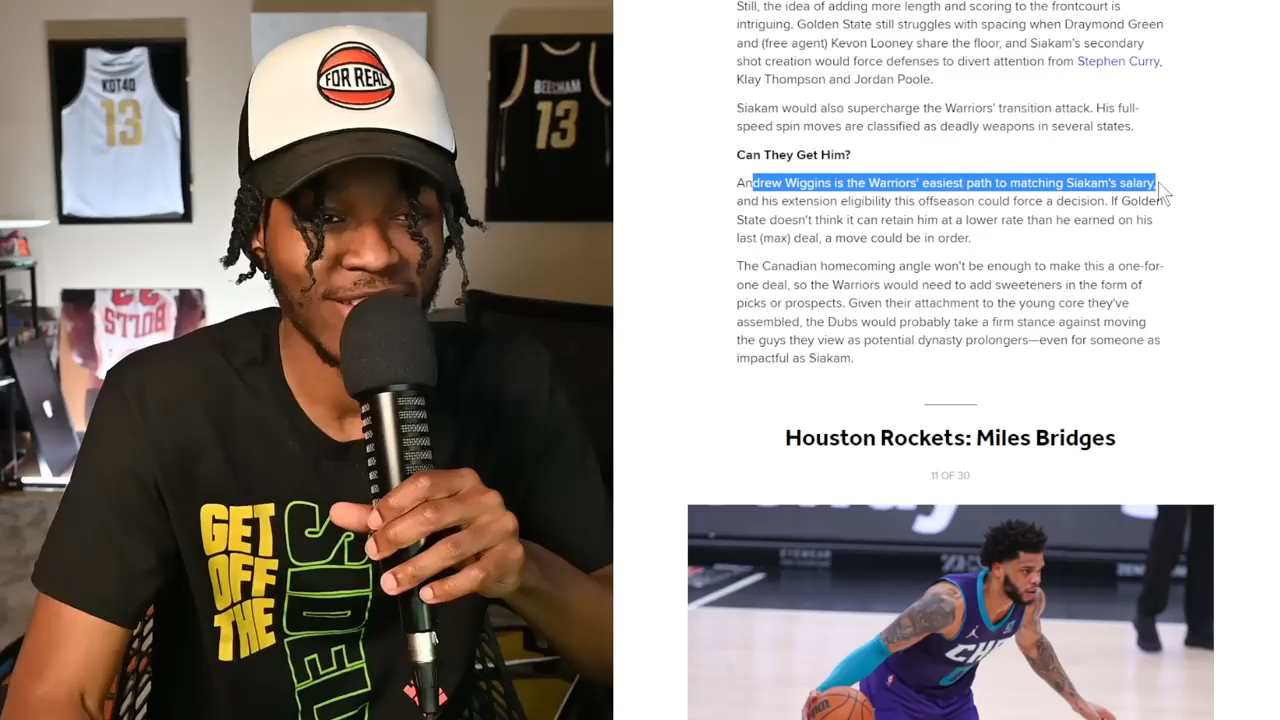 KOT4Q
13
BEECHAM
13
FOR REAL
BULLS
GET
OFF
THE
SIDEW
Still, the idea of adding more length and scoring to the frontcourt is
intriguing. Golden State still struggles with spacing when Draymond Green
and (free agent) Kevon Looney share the floor, and Siakam's secondary
shot creation would force defenses to divert attention from Stephen Curry,
Klay Thompson and Jordan Poole.
Siakam would also supercharge the Warriors' transition attack. His full-
speed spin moves are classified as deadly weapons in several states.
Can They Get Him?
Andrew Wiggins is the Warriors' easiest path to matching Siakam's salary,
and his extension eligibility this offseason could force a decision. If Golden
State doesn't think it can retain him at a lower rate than he earned on his
last (max) deal, a move could be in order.
The Canadian homecoming angle won't be enough to make this a one-for-
one deal, so the Warriors would need to add sweeteners in the form of
picks or prospects. Given their attachment to the young core they've
assembled, the Dubs would probably take a firm stance against moving
the guys they view as potential dynasty prolongers—even for someone as
impactful as Siakam.
Houston Rockets: Miles Bridges
11 OF 30